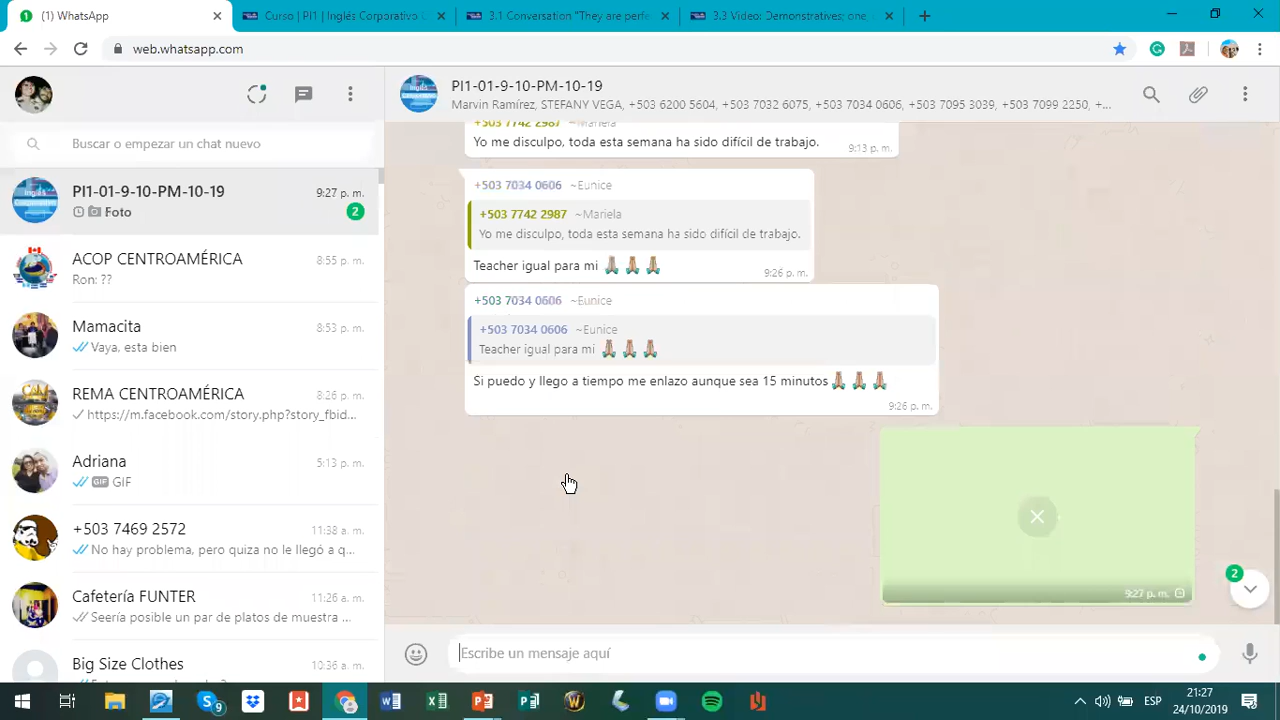 (1) WhatsApp
Curso | PI1 | Inglés Corporativo
3.1 Conversation "They are perfe
3.3 Video: Demonstratives; one,
web.whatsapp.com
PI1-01-9-10-PM-10-19
Marvin Ramírez, STEFANY VEGA, +503 6206 5604, +503 7032 6075, +503 7034 0606, +503 7095 3039, +503 7099 2250, +...
Buscar o empezar un chat nuevo
PI1-01-9-10-PM-10-19
9:27 p. m.
Foto
2
ACOP CENTROAMÉRICA
8:55 p. m.
Ron: ??
Mamacita
8:53 p. m.
Vaya, esta bien
REMA CENTROAMÉRICA
8:26 p. m.
https://m.facebook.com/story.php?story_fbid...
Adriana
5:13 p. m.
GIF GIF
+503 7469 2572
11:38 a. m.
No hay problema, pero quiza no le llegó a q...
Cafetería FUNTER
11:26 a. m.
Seería posible un par de platos de muestra ...
Big Size Clothes
10:36 a. m.
+503 7742 2987 ~Mariela
Yo me disculpo, toda esta semana ha sido difícil de trabajo.
9:13 p. m.
+503 7034 0606 ~Eunice
+503 7742 2987 ~Mariela
Yo me disculpo, toda esta semana ha sido difícil de trabajo.
Teacher igual para mi 🙏🏼 🙏🏼 🙏🏼
9:26 p. m.
+503 7034 0606 ~Eunice
+503 7034 0606 ~Eunice
Teacher igual para mi 🙏🏼 🙏🏼 🙏🏼
Si puedo y llego a tiempo me enlazo aunque sea 15 minutos 🙏🏼 🙏🏼 🙏🏼
9:26 p. m.
9:27 p. m.
2
Escribe un mensaje aquí
ESP
21:27
24/10/2019